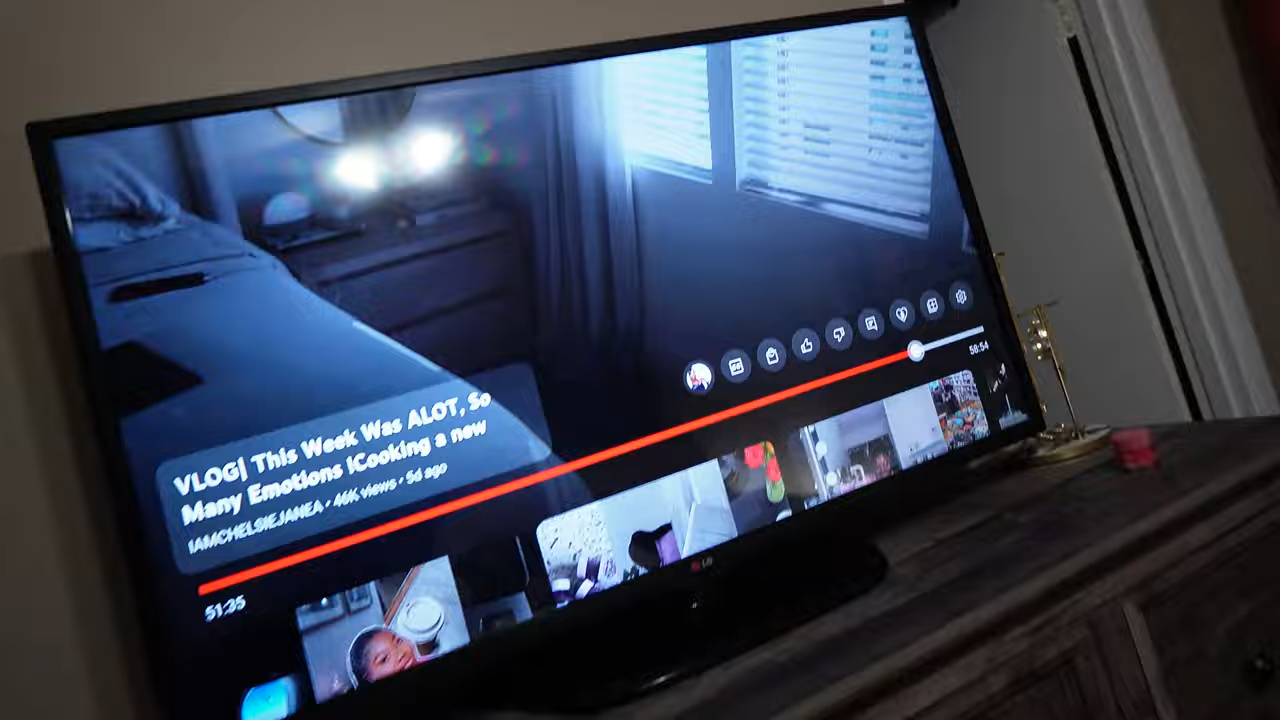 VLOG| This Week Was ALOT, So
Many Emotions |Cooking a new
IAMCHELSIEJANEA • 46K views • 5d ago
58:54
51:35
LG